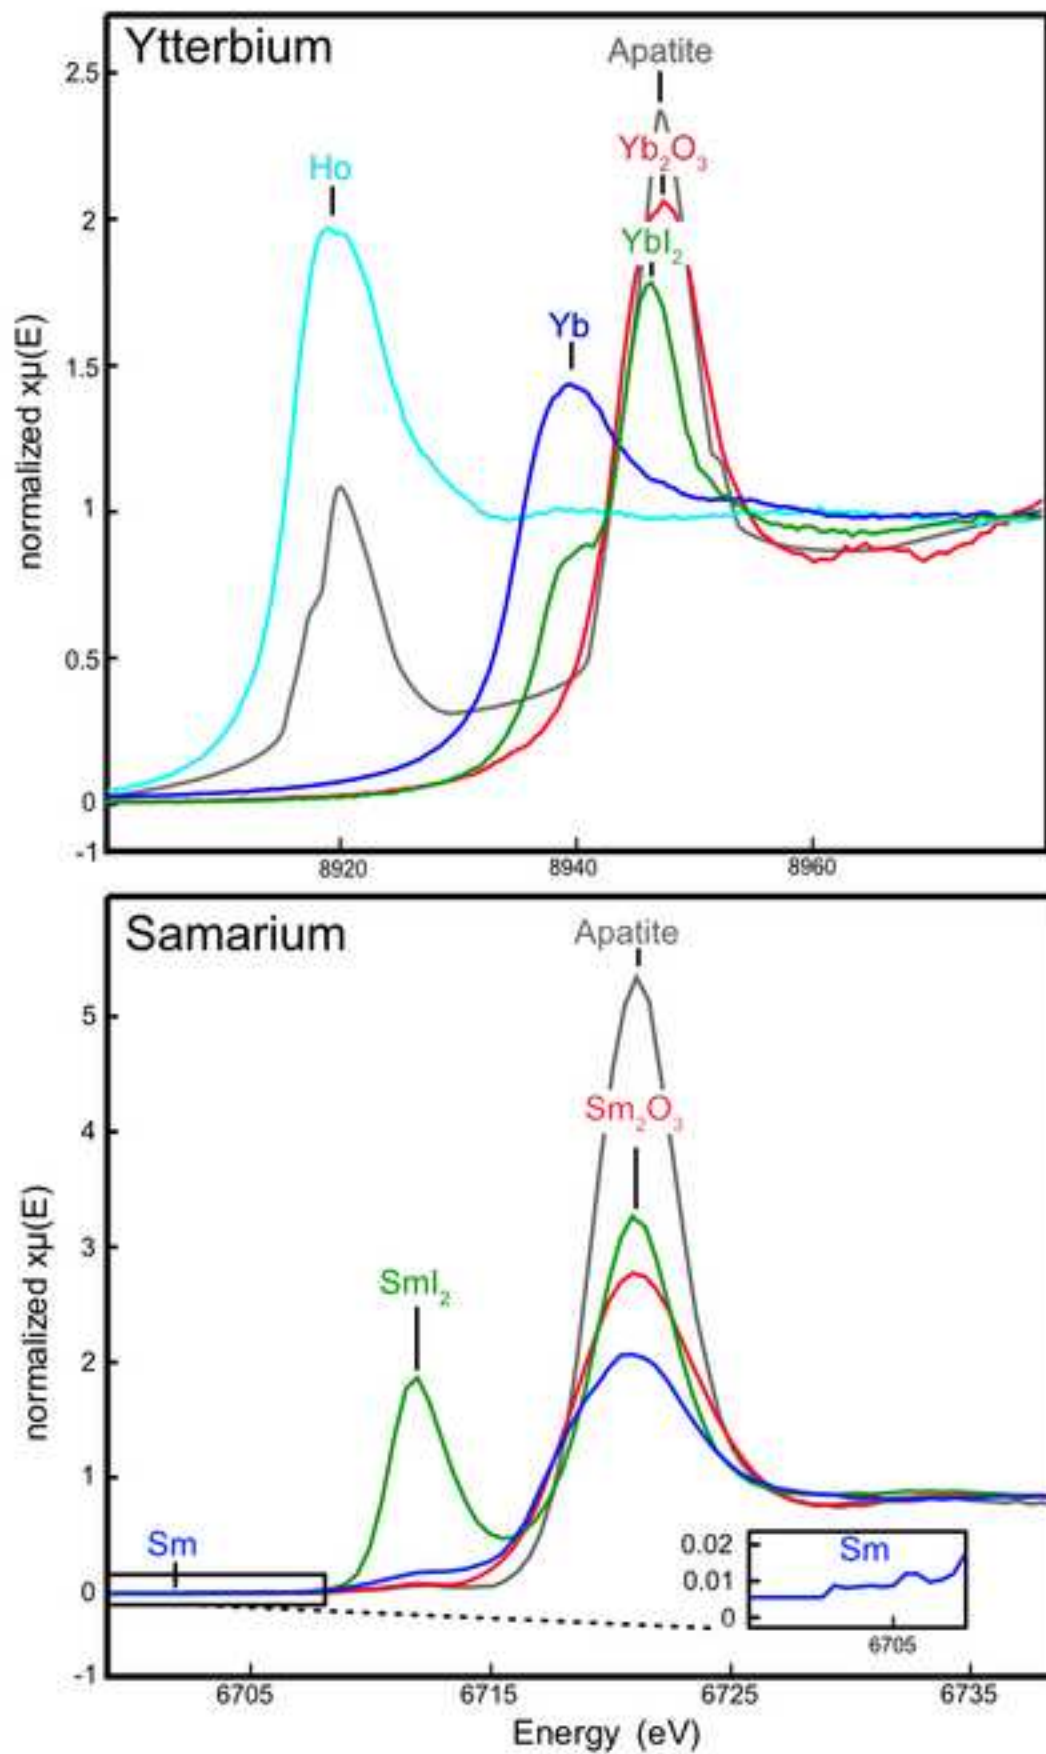 Ytterbium
Apatite
2.5
Yb₂O₃
Ho
2
YbI₂
Yb
normalized xμ(E)
1.5
1
0.5
0
-1
8920
8940
8960
Samarium
Apatite
5
Sm₂O₃
4
normalized xμ(E)
3
SmI₂
2
1
Sm
0
0.02
Sm
0.01
0
6705
-1
6705
6715
6725
6735
Energy (eV)